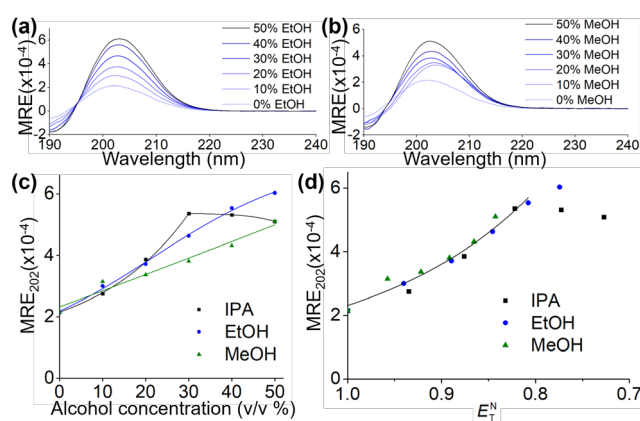 (a)
MRE(x10-4)
6
4
2
0
-2
50% EtOH
40% EtOH
30% EtOH
20% EtOH
10% EtOH
0% EtOH
190 200 210 220 230 240
Wavelength (nm)
(b)
MRE(x10-4)
6
4
2
0
-2
50% MeOH
40% MeOH
30% MeOH
20% MeOH
10% MeOH
0% MeOH
190 200 210 220 230 240
Wavelength (nm)
(c)
MRE202(x10-4)
6
4
2
0
IPA
EtOH
MeOH
0 10 20 30 40 50
Alcohol concentration (v/v %)
(d)
MRE202(x10-4)
6
4
2
0
IPA
EtOH
MeOH
1.0 0.9 0.8 0.7
E N T